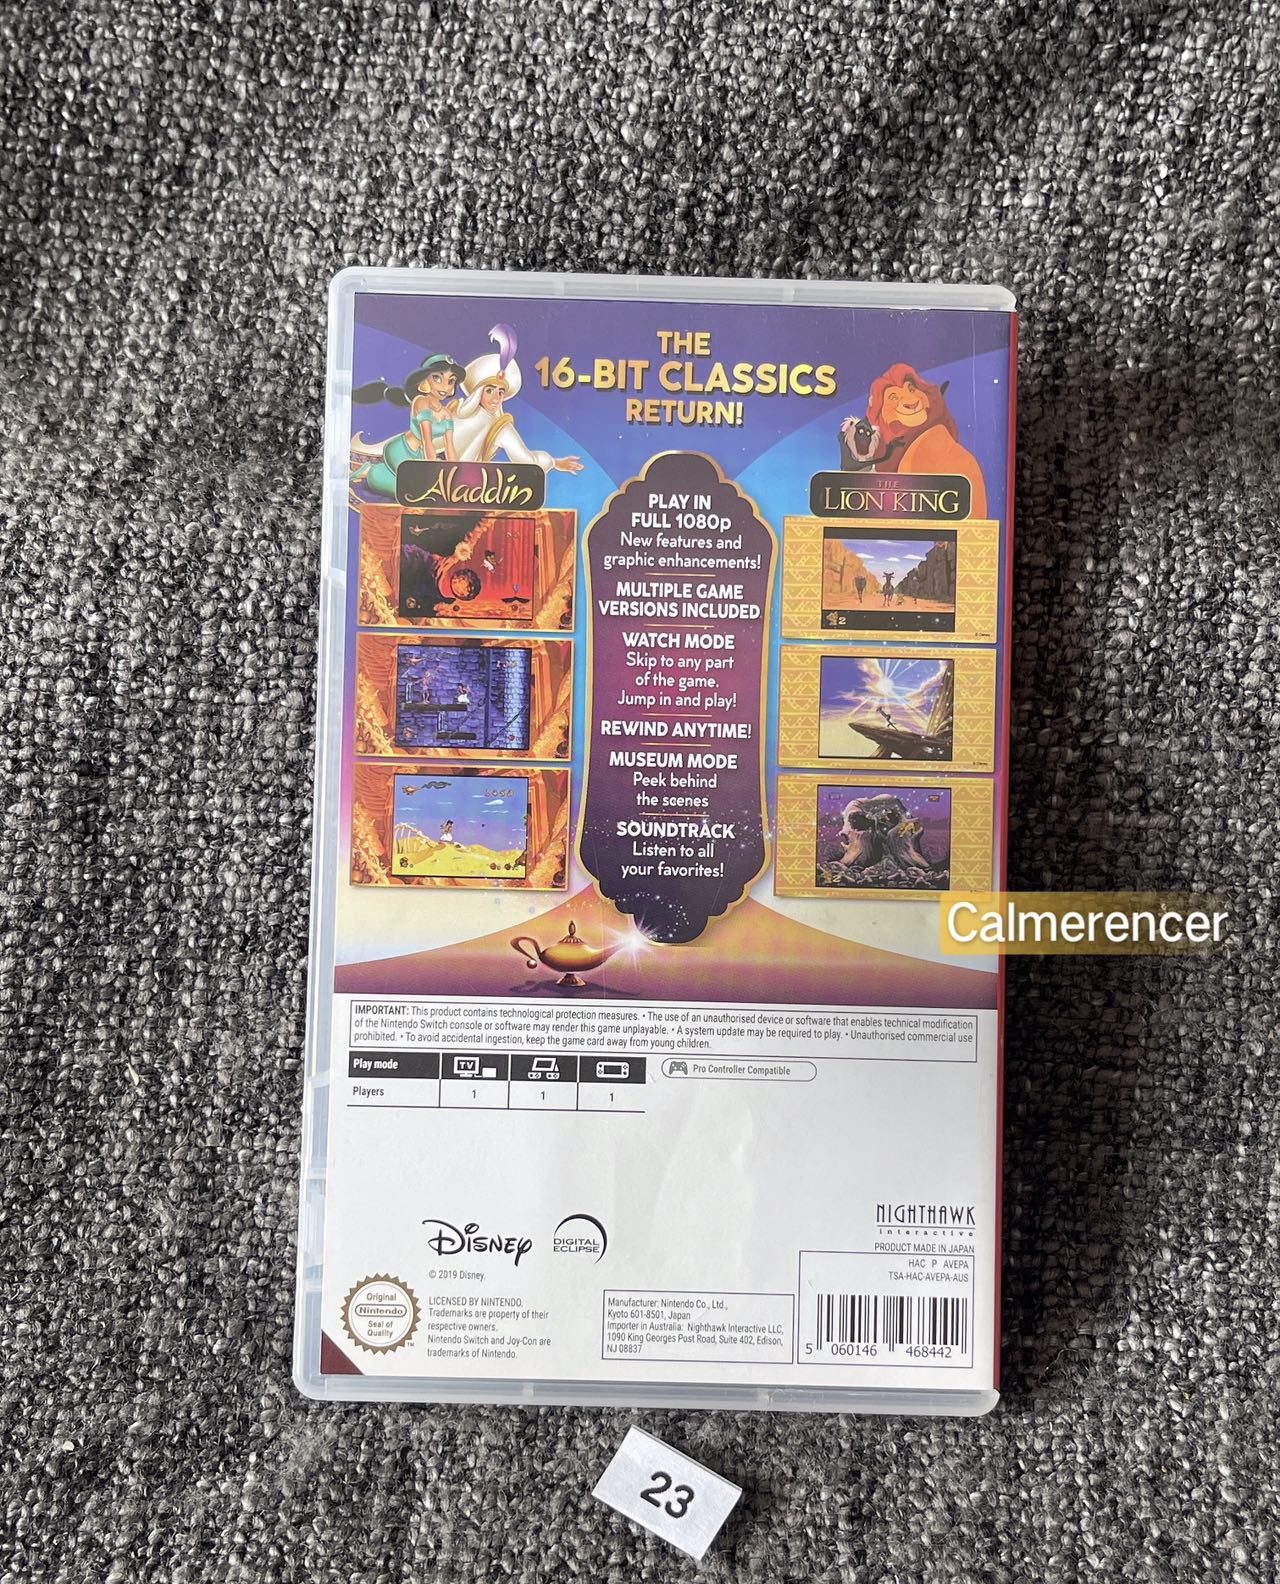 THE
16-BIT CLASSICS
RETURN!
Aladdin
THE
LION KING
PLAY IN
FULL 1080p
New features and
graphic enhancements!
MULTIPLE GAME
VERSIONS INCLUDED
WATCH MODE
Skip to any part
of the game.
Jump in and play!
REWIND ANYTIME!
MUSEUM MODE
Peek behind
the scenes
SOUNDTRACK
Listen to all
your favorites!
2
Calmerencer
IMPORTANT: This product contains technological protection measures. • The use of an unauthorised device or software that enables technical modification
of the Nintendo Switch console or software may render this game unplayable. • A system update may be required to play. • Unauthorised commercial use
prohibited. • To avoid accidental ingestion, keep the game card away from young children.
Play mode TV
Players 1 1 1
Pro Controller Compatible
Disney
DIGITAL
ECLIPSE
© 2019 Disney.
NIGHTHAWK
interactive
PRODUCT MADE IN JAPAN
HAC P AVEPA
TSA-HAC-AVEPA-AUS
Original
Nintendo
Seal of
Quality
TM
LICENSED BY NINTENDO.
Trademarks are property of their
respective owners.
Nintendo Switch and Joy-Con are
trademarks of Nintendo.
Manufacturer: Nintendo Co., Ltd.,
Kyoto 601-8501, Japan
Importer in Australia: Nighthawk Interactive LLC,
1090 King Georges Post Road, Suite 402, Edison,
NJ 08837
5 060146 468442
23